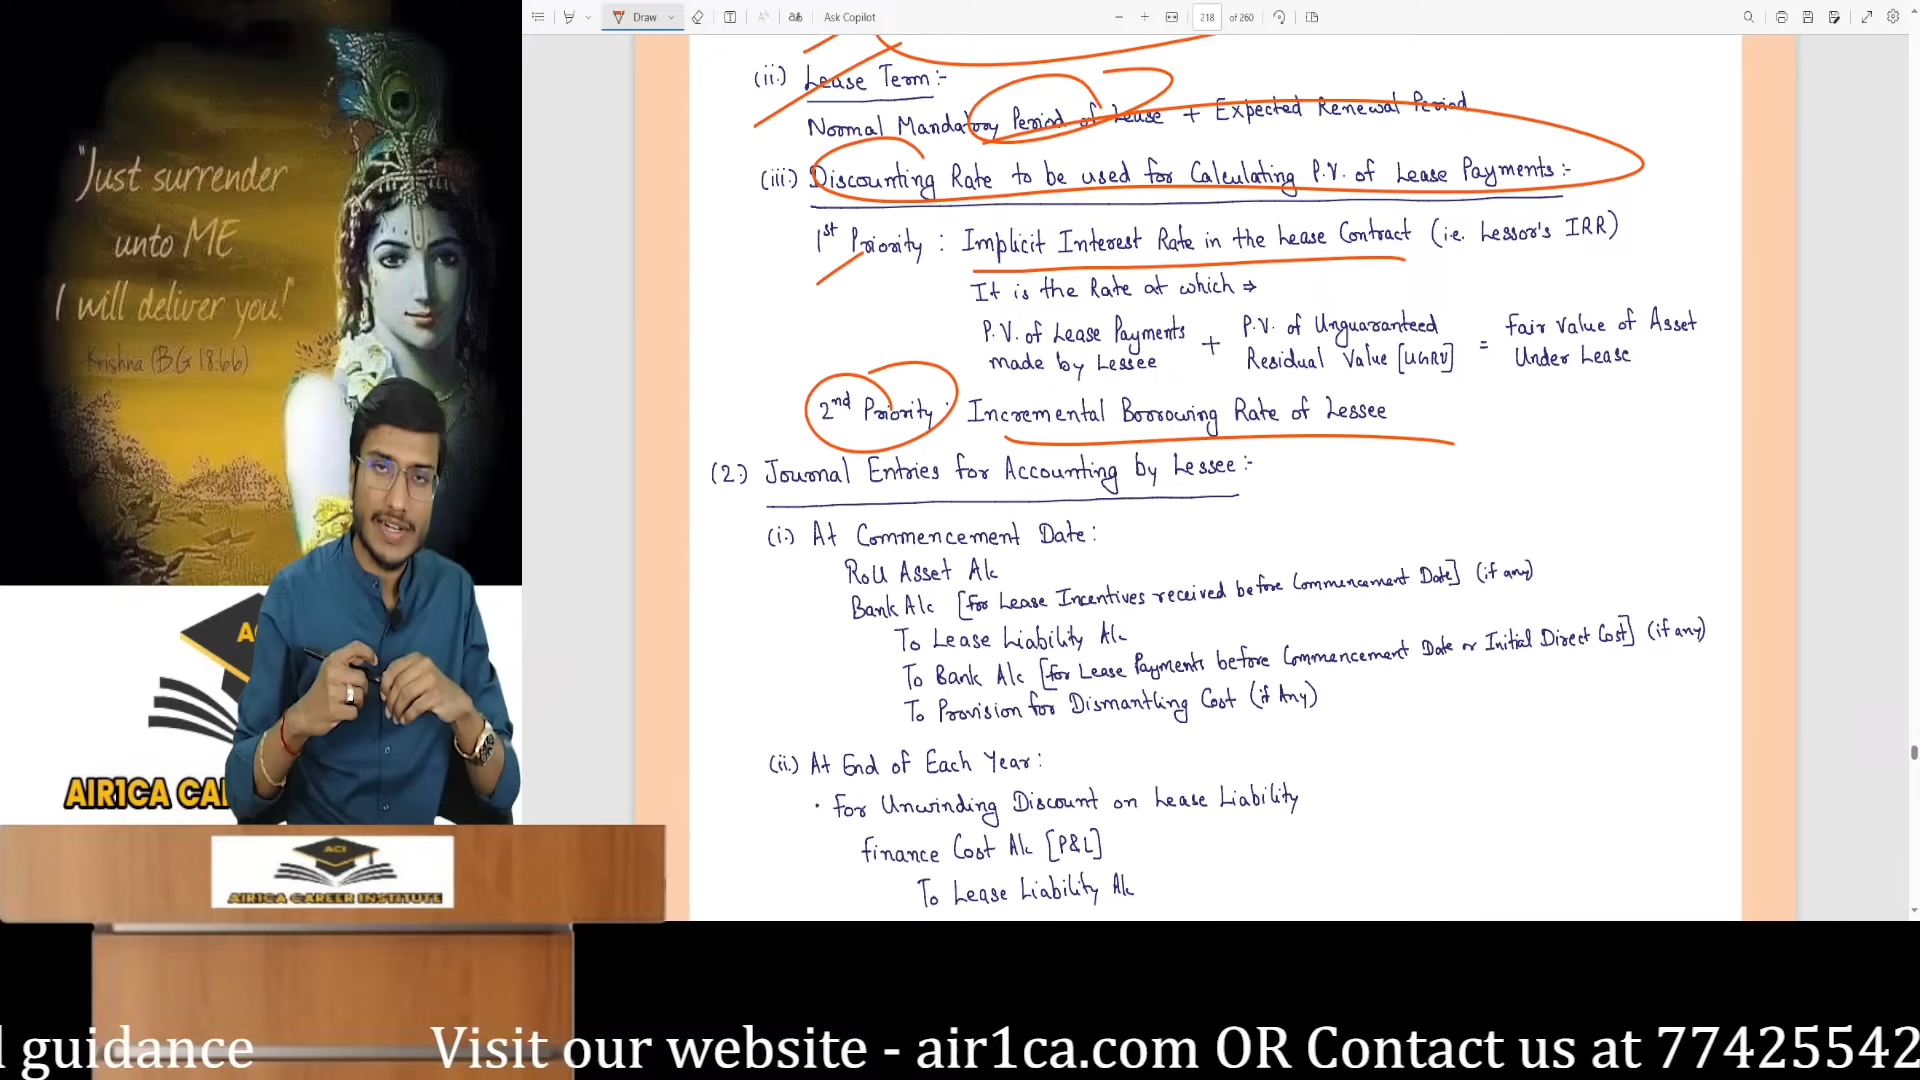 Draw
Ask Copilot
218 of 260
(ii.) Lease Term :-
Normal Mandatory Period of Lease + Expected Renewal Period
(iii.) Discounting Rate to be used for Calculating P.V. of Lease Payments :-
1st Priority : Implicit Interest Rate in the Lease Contract (i.e. Lessor's IRR)
It is the Rate at which ⇒
P.V. of Lease Payments made by Lessee + P.V. of Unguaranteed Residual Value [UGRV] = Fair Value of Asset Under Lease
2nd Priority : Incremental Borrowing Rate of Lessee
(2.) Journal Entries for Accounting by Lessee :-
(i.) At Commencement Date :
ROU Asset A/c
Bank A/c [for Lease Incentives received before Commencement Date] (if any)
To Lease Liability A/c
To Bank A/c [for Lease Payments before Commencement Date or Initial Direct Cost] (if any)
To Provision for Dismantling Cost (if Any)
(ii.) At End of Each Year :
· For Unwinding Discount on Lease Liability
Finance Cost A/c [P&L]
To Lease Liability A/c
"Just surrender
unto ME
I will deliver you!"
Krishna (BG 18:66)
AIR1CA CA
ACI
AIR1CA CAREER INSTITUTE
guidance Visit our website - air1ca.com OR Contact us at 77425542